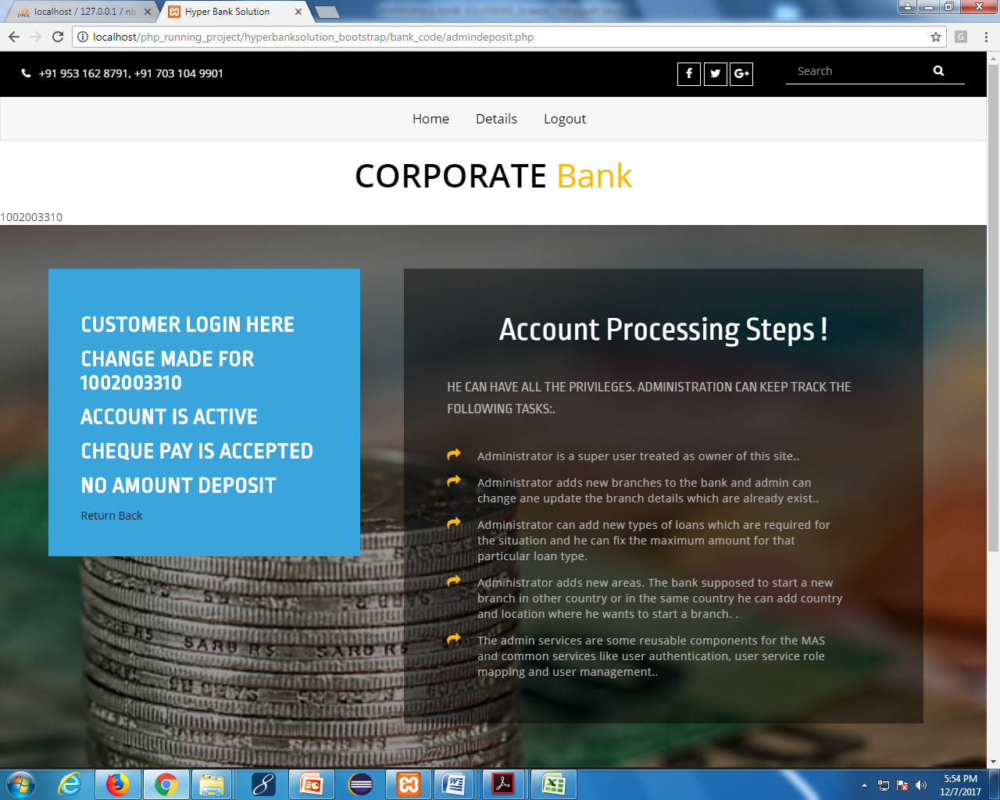 localhost / 127.0.0.1 / nb
Hyper Bank Solution
localhost/php_running_project/hyperbanksolution_bootstrap/bank_code/admindeposit.php
+91 953 162 8791, +91 703 104 9901
Search
Home Details Logout
CORPORATE Bank
1002003310
CUSTOMER LOGIN HERE
CHANGE MADE FOR
1002003310
ACCOUNT IS ACTIVE
CHEQUE PAY IS ACCEPTED
NO AMOUNT DEPOSIT
Return Back
Account Processing Steps !
HE CAN HAVE ALL THE PRIVILEGES. ADMINISTRATION CAN KEEP TRACK THE
FOLLOWING TASKS:.
Administrator is a super user treated as owner of this site..
Administrator adds new branches to the bank and admin can
change ane update the branch details which are already exist..
Administrator can add new types of loans which are required for
the situation and he can fix the maximum amount for that
particular loan type.
Administrator adds new areas. The bank supposed to start a new
branch in other country or in the same country he can add country
and location where he wants to start a branch. .
The admin services are some reusable components for the MAS
and common services like user authentication, user service role
mapping and user management..
5:54 PM
12/7/2017